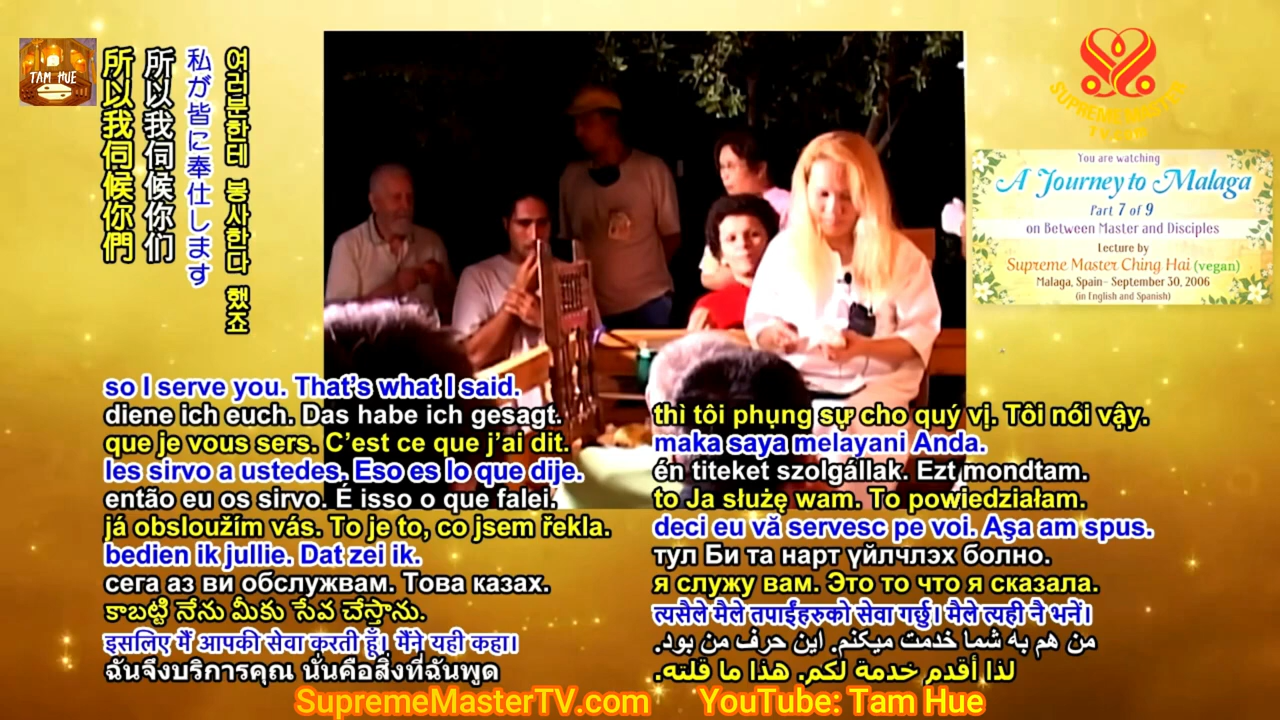 TAM HUE
所以我伺候你們
所以我伺候你们
私が皆に奉仕します
여러분한테 봉사한다 했죠
SUPREME MASTER
TV.COM
You are watching
A Journey to Malaga
Part 7 of 9
on Between Master and Disciples
Lecture by
Supreme Master Ching Hai (vegan)
Malaga, Spain- September 30, 2006
(in English and Spanish)
so I serve you. That's what I said.
diene ich euch. Das habe ich gesagt.
que je vous sers. C'est ce que j'ai dit.
les sirvo a ustedes. Eso es lo que dije.
então eu os sirvo. É isso o que falei.
já obsloužím vás. To je to, co jsem řekla.
bedien ik jullie. Dat zei ik.
сега аз ви обслужвам. Това казах.
కాబట్టి నేను మీకు సేవ చేస్తాను.
इसलिए मैं आपकी सेवा करती हूँ। मैंने यही कहा।
ฉันจึงบริการคุณ นั่นคือสิ่งที่ฉันพูด
thì tôi phụng sự cho quý vị. Tôi nói vậy.
maka saya melayani Anda.
én titeket szolgállak. Ezt mondtam.
to Ja służę wam. To powiedziałam.
deci eu vă servesc pe voi. Aşa am spus.
тул Би та нарт үйлчлэх болно.
я служу вам. Это то что я сказала.
त्यसैले मैले तपाईंहरुको सेवा गर्छु। मैले त्यही नै भनें।
من هم به شما خدمت میکنم. این حرف من بود.
لذا أقدم خدمة لكم. هذا ما قلته.
SupremeMasterTV.com YouTube: Tam Hue